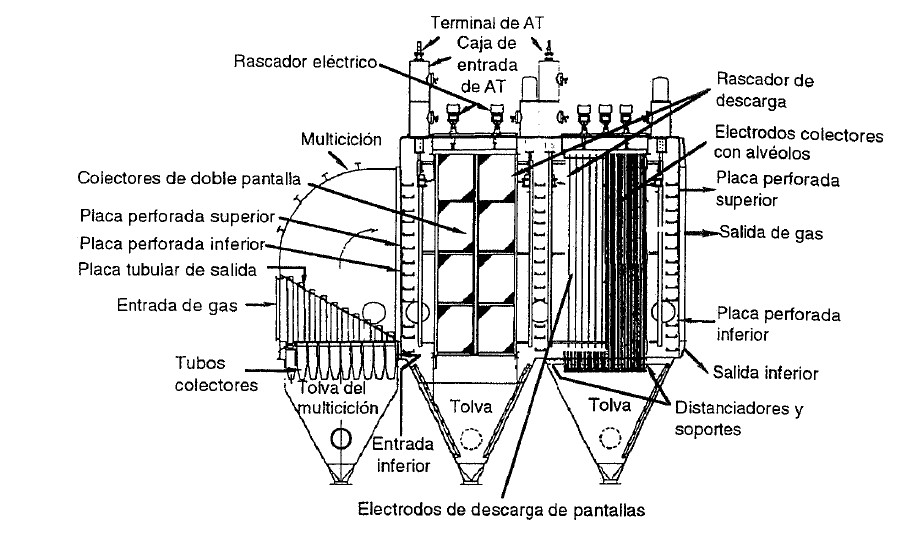 Terminal de AT
Caja de
entrada
de AT
Rascador eléctrico
Rascador de
descarga
Multicición
Electrodos colectores
con alvéolos
Colectores de doble pantalla
Placa perforada
superior
Placa perforada superior
Salida de gas
Placa perforada inferior
Placa tubular de salida
Entrada de gas
Placa perforada
inferior
Tubos
colectores
Salida inferior
Tolva del
multicición
Tolva
Tolva
Distanciadores y
soportes
Entrada
inferior
Electrodos de descarga de pantallas